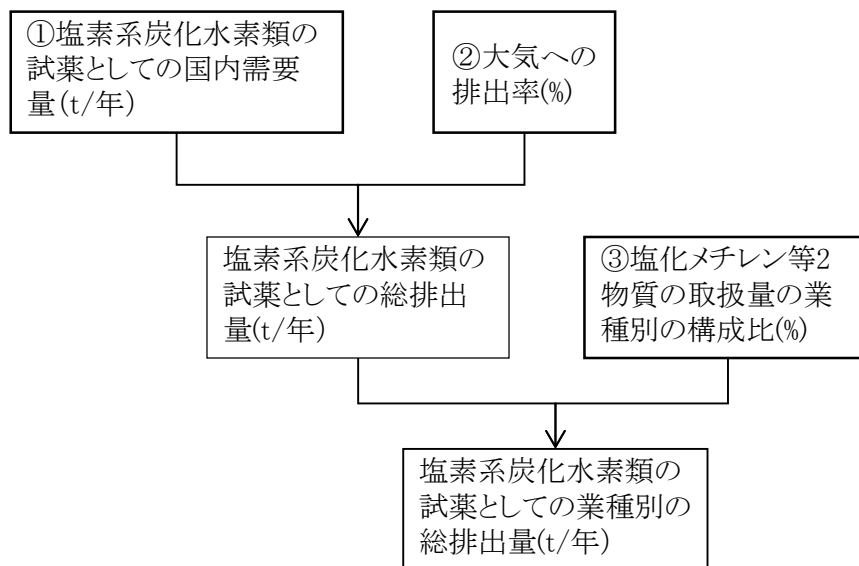 ①塩素系炭化水素類の
試薬としての国内需要
量(t/年)
②大気への
排出率(%)
塩素系炭化水素類の
試薬としての総排出
量(t/年)
③塩化メチレン等2
物質の取扱量の業
種別の構成比(%)
塩素系炭化水素類の
試薬としての業種別の
総排出量(t/年)